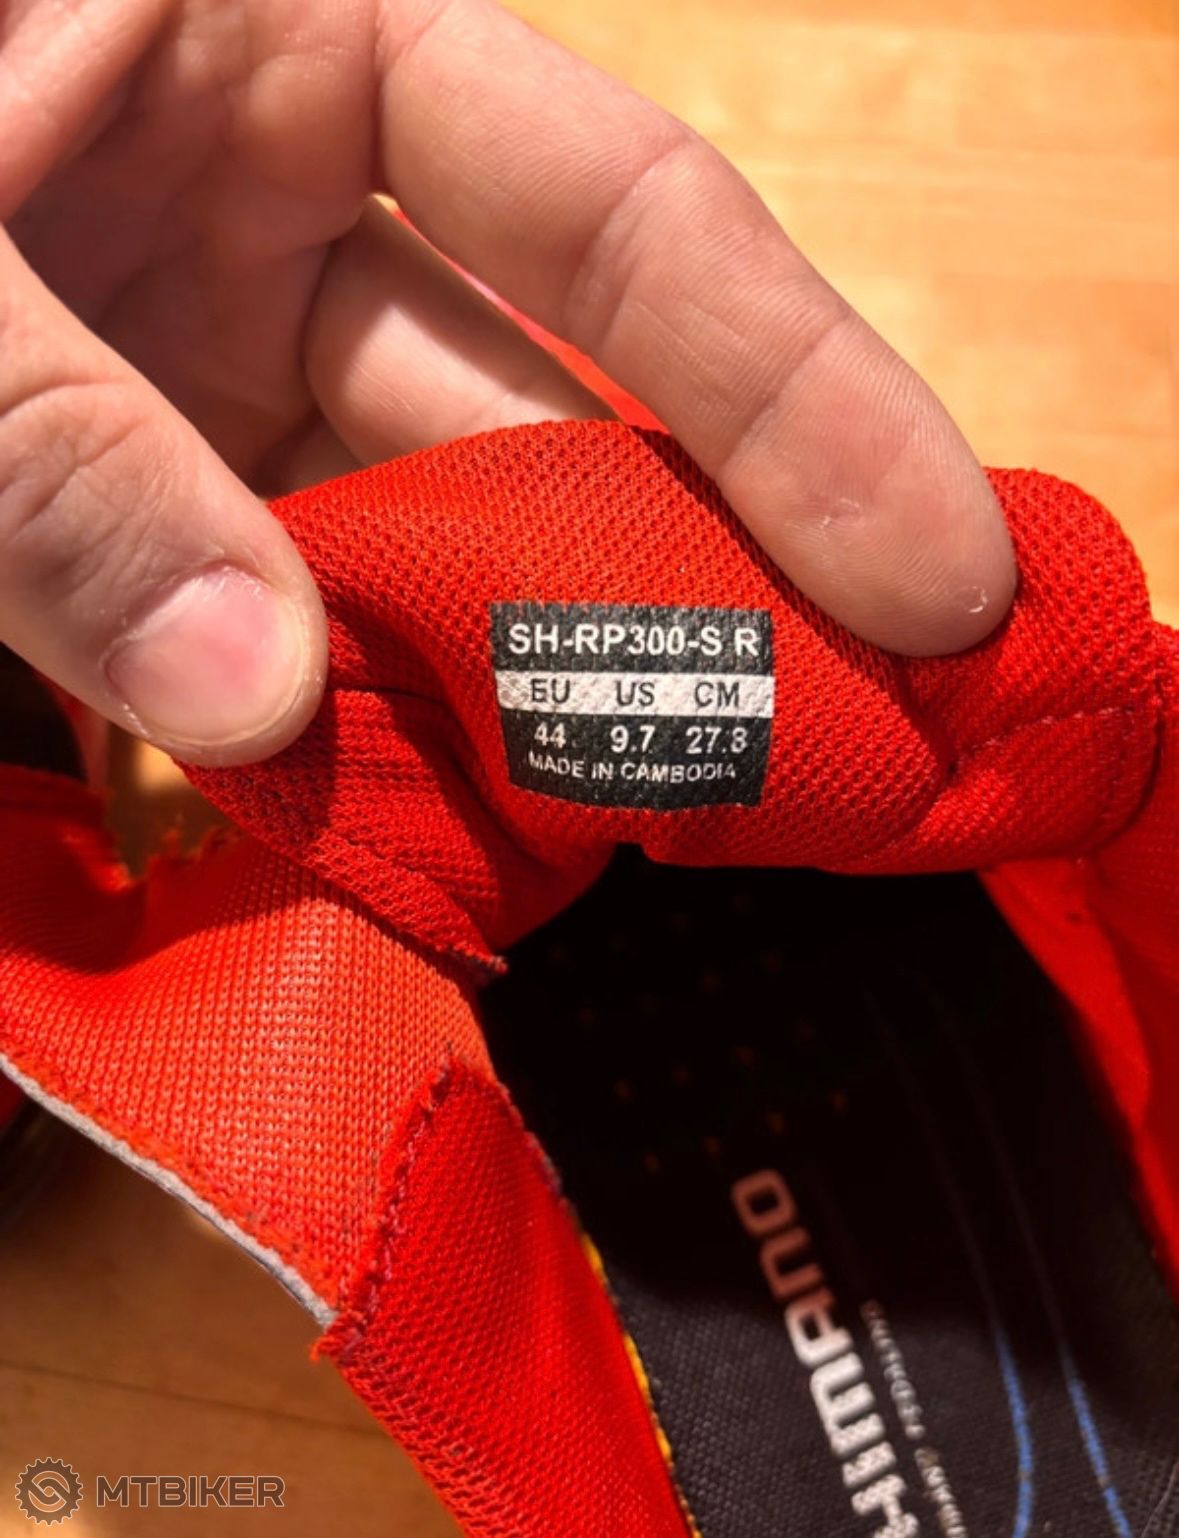 SH-RP300-S R
EU US CM
44 9.7 27.8
MADE IN CAMBODIA
SHIMANO
MTBIKER